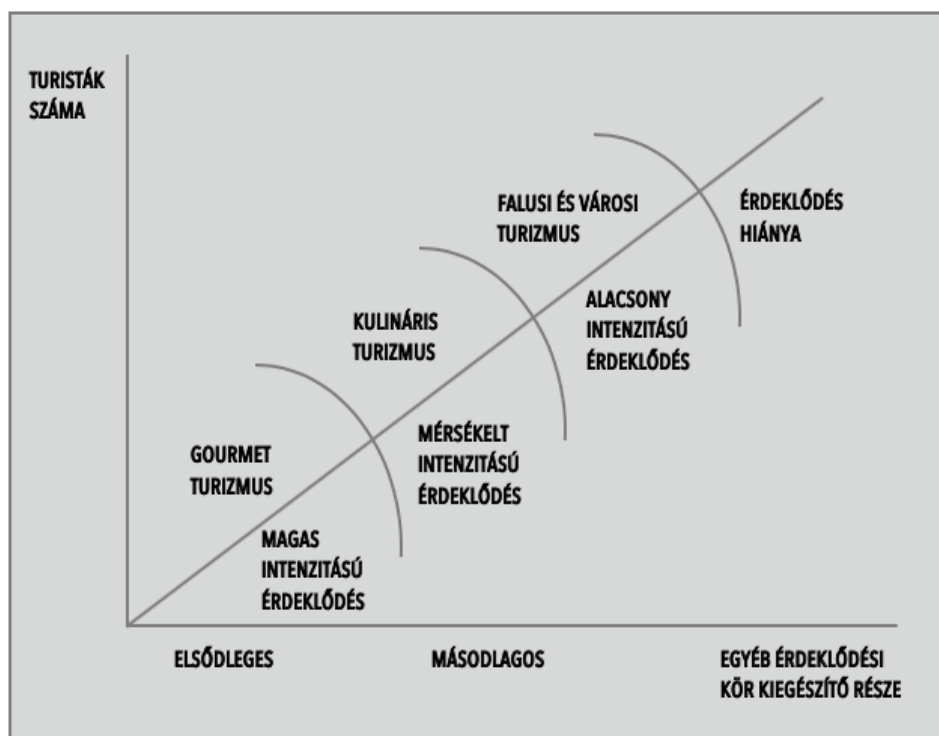 TURISTÁK
SZÁMA
FALUSI ÉS VÁROSI
TURIZMUS
ÉRDEKLŐDÉS
HIÁNYA
KULINÁRIS
TURIZMUS
ALACSONY
INTENZITÁSÚ
ÉRDEKLŐDÉS
GOURMET
TURIZMUS
MÉRSÉKELT
INTENZITÁSÚ
ÉRDEKLŐDÉS
MAGAS
INTENZITÁSÚ
ÉRDEKLŐDÉS
ELSŐDLEGES
MÁSODLAGOS
EGYÉB ÉRDEKLŐDÉSI
KÖR KIEGÉSZÍTŐ RÉSZE